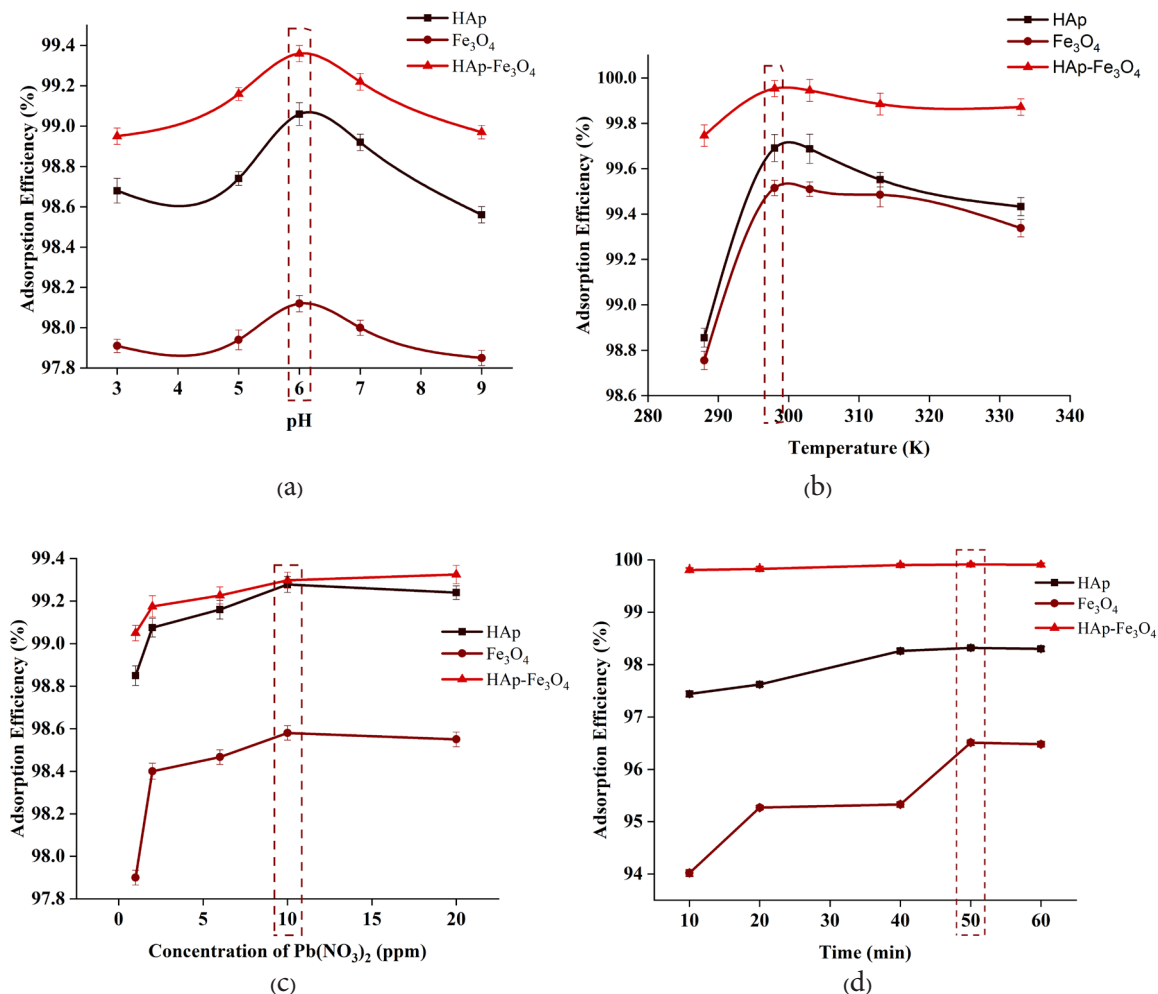 HAp
Fe₃O₄
HAp-Fe₃O₄
99.4
99.2
99.0
98.8
98.6
98.4
98.2
98.0
97.8
Adsorpstion Efficiency (%)
3 4 5 6 7 8 9
pH
(a)
HAp
Fe₃O₄
HAp-Fe₃O₄
100.0
99.8
99.6
99.4
99.2
99.0
98.8
98.6
Adsorption Efficiency (%)
280 290 300 310 320 330 340
Temperature (K)
(b)
99.4
99.2
99.0
98.8
98.6
98.4
98.2
98.0
97.8
Adsorption Efficiency (%)
HAp
Fe₃O₄
HAp-Fe₃O₄
0 5 10 15 20
Concentration of Pb(NO₃)₂ (ppm)
(c)
100
99
98
97
96
95
94
Adsorption Efficiency (%)
HAp
Fe₃O₄
HAp-Fe₃O₄
10 20 30 40 50 60
Time (min)
(d)